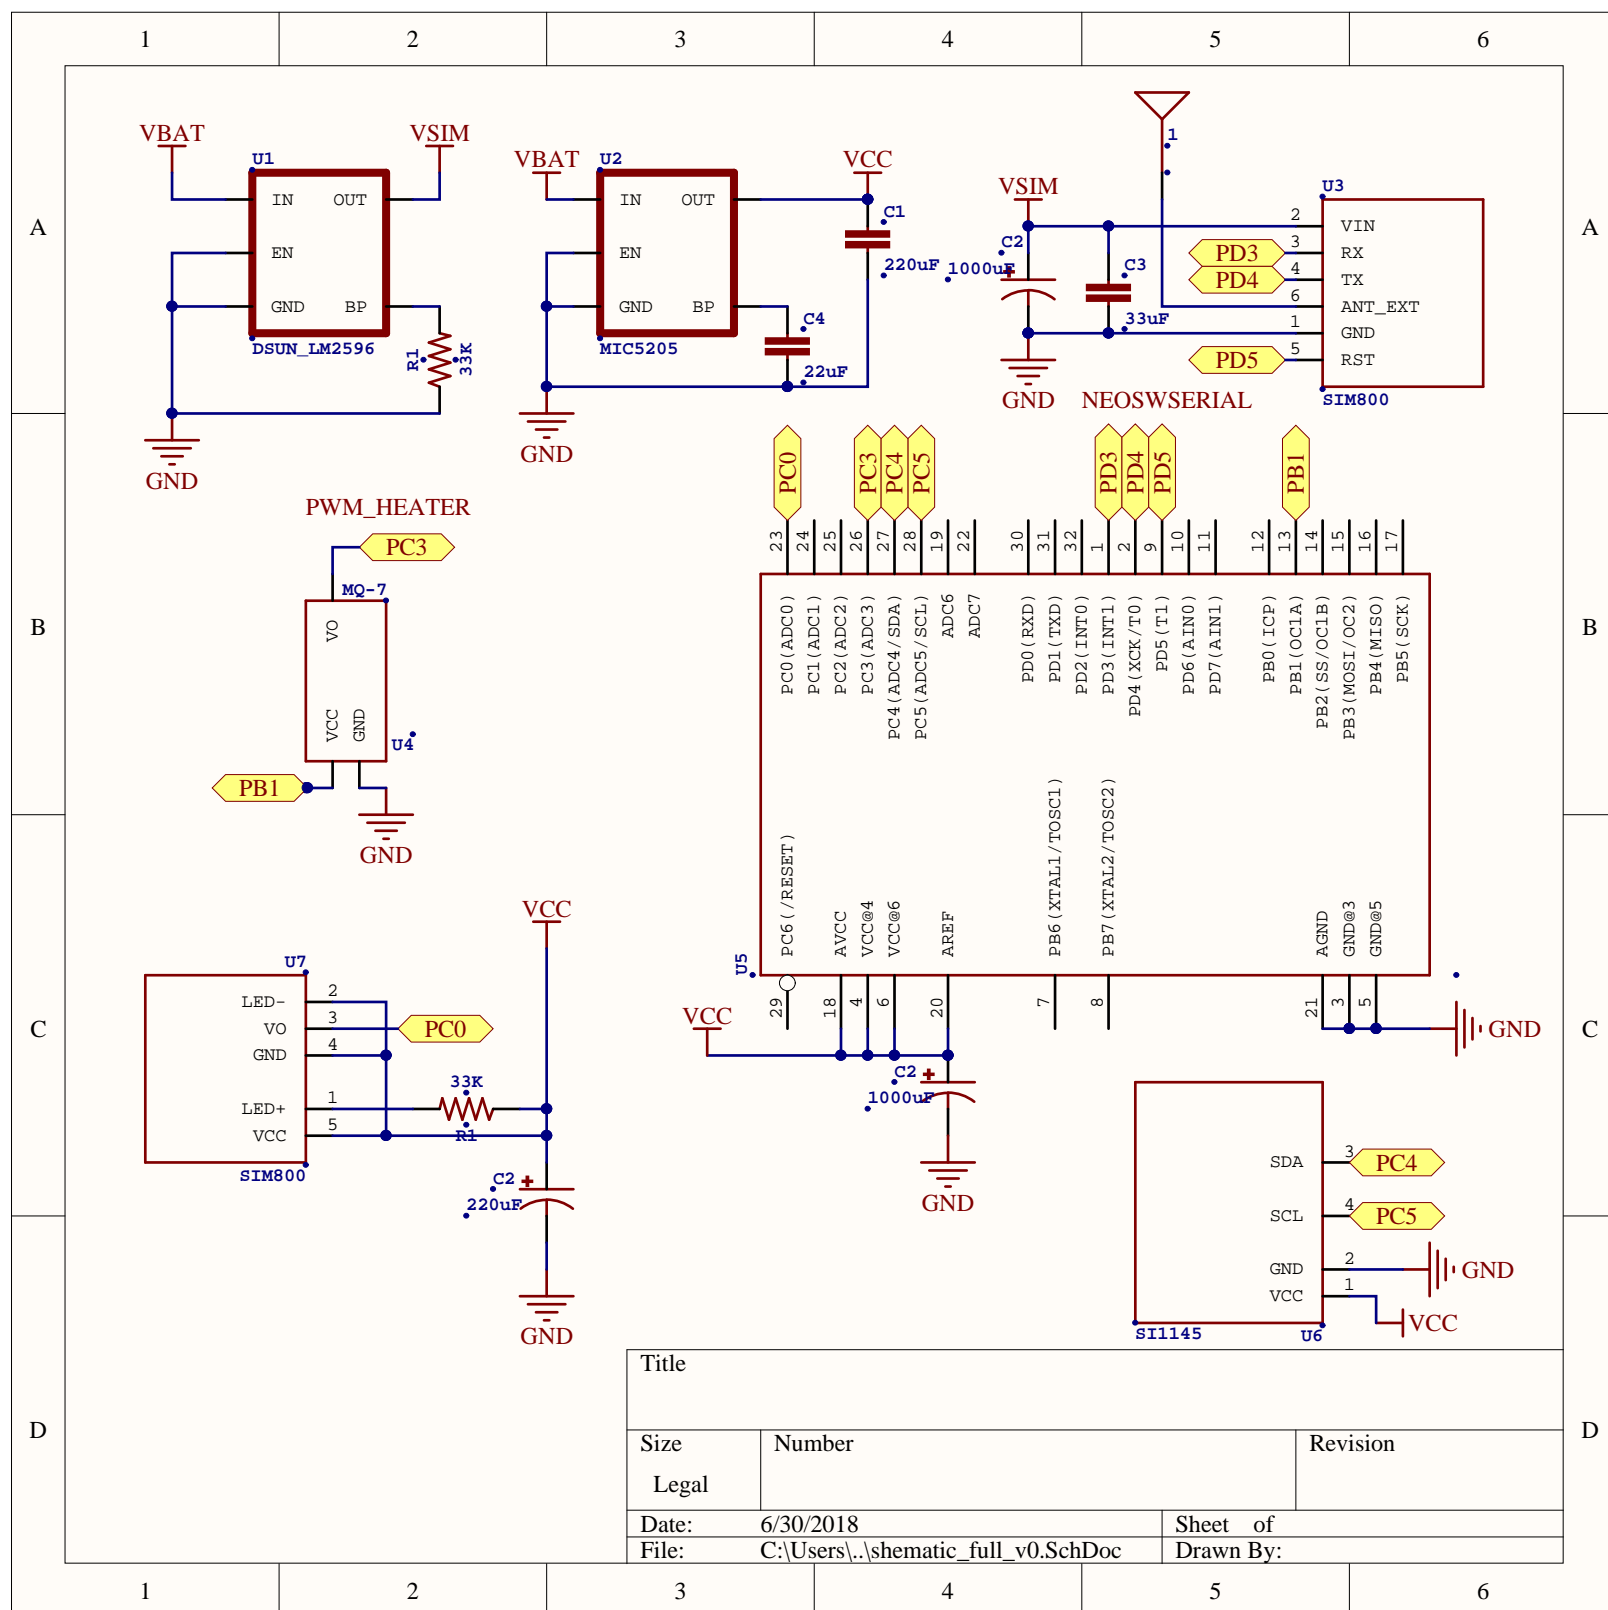 1 2 3 4 5 6
A A
B B
C C
D D
1 2 3 4 5 6
VBAT VSIM
U1
IN OUT
EN
GND BP
DSUN_LM2596
R1
33K
GND
VBAT VCC
U2
IN OUT
EN
GND BP
MIC5205
C1
220uF
C4
22uF
GND
1
VSIM
C2
1000uF
C3
33uF
GND
NEOSWSERIAL
U3
2 VIN
PD3 3 RX
PD4 4 TX
6 ANT_EXT
1 GND
PD5 5 RST
SIM800
PWM_HEATER
PC3
MQ-7
VO
VCC
GND
U4
PB1
GND
PC0 PC3 PC4 PC5 PD3 PD4 PD5 PB1
23 24 25 26 27 28 19 22 30 31 32 1 2 9 10 11 12 13 14 15 16 17
PC0(ADC0)
PC1(ADC1)
PC2(ADC2)
PC3(ADC3)
PC4(ADC4/SDA)
PC5(ADC5/SCL)
ADC6
ADC7
PD0(RXD)
PD1(TXD)
PD2(INT0)
PD3(INT1)
PD4(XCK/T0)
PD5(T1)
PD6(AIN0)
PD7(AIN1)
PB0(ICP)
PB1(OC1A)
PB2(SS/OC1B)
PB3(MOSI/OC2)
PB4(MISO)
PB5(SCK)
PC6(/RESET)
AVCC
VCC@4
VCC@6
AREF
PB6(XTAL1/TOSC1)
PB7(XTAL2/TOSC2)
AGND
GND@3
GND@5
U5
29 18 4 6 20 7 8 21 3 5
VCC
GND
C2
1000uF
GND
VCC
U7
LED- 2
VO 3 PC0
GND 4
LED+ 1
VCC 5
SIM800
33K
R1
C2
220uF
GND
SDA 3 PC4
SCL 4 PC5
GND 2 GND
VCC 1 VCC
SI1145 U6
Title
Size Number Revision
Legal
Date: 6/30/2018 Sheet of
File: C:\Users\..\shematic_full_v0.SchDoc Drawn By: